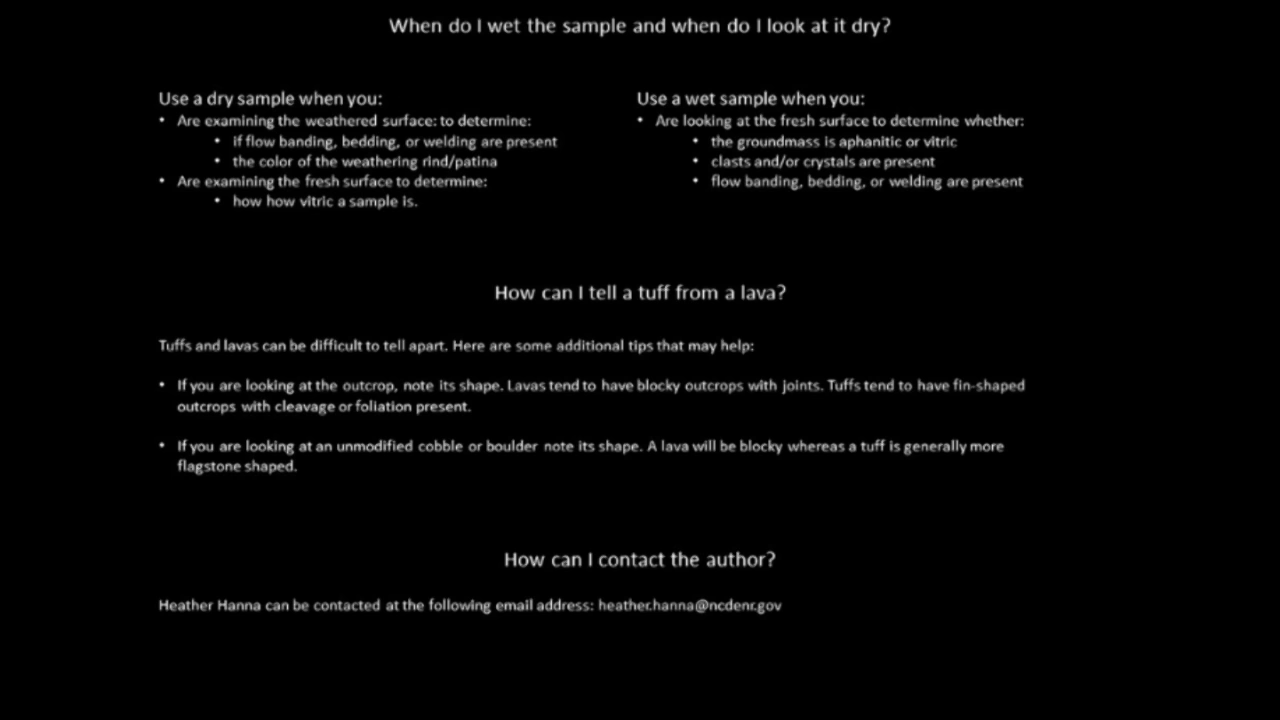 When do I wet the sample and when do I look at it dry?
Use a dry sample when you:
• Are examining the weathered surface: to determine:
• if flow banding, bedding, or welding are present
• the color of the weathering rind/patina
• Are examining the fresh surface to determine:
• how how vitric a sample is.
Use a wet sample when you:
• Are looking at the fresh surface to determine whether:
• the groundmass is aphanitic or vitric
• clasts and/or crystals are present
• flow banding, bedding, or welding are present
How can I tell a tuff from a lava?
Tuffs and lavas can be difficult to tell apart. Here are some additional tips that may help:
• If you are looking at the outcrop, note its shape. Lavas tend to have blocky outcrops with joints. Tuffs tend to have fin-shaped
outcrops with cleavage or foliation present.
• If you are looking at an unmodified cobble or boulder note its shape. A lava will be blocky whereas a tuff is generally more
flagstone shaped.
How can I contact the author?
Heather Hanna can be contacted at the following email address: heather.hanna@ncdenr.gov